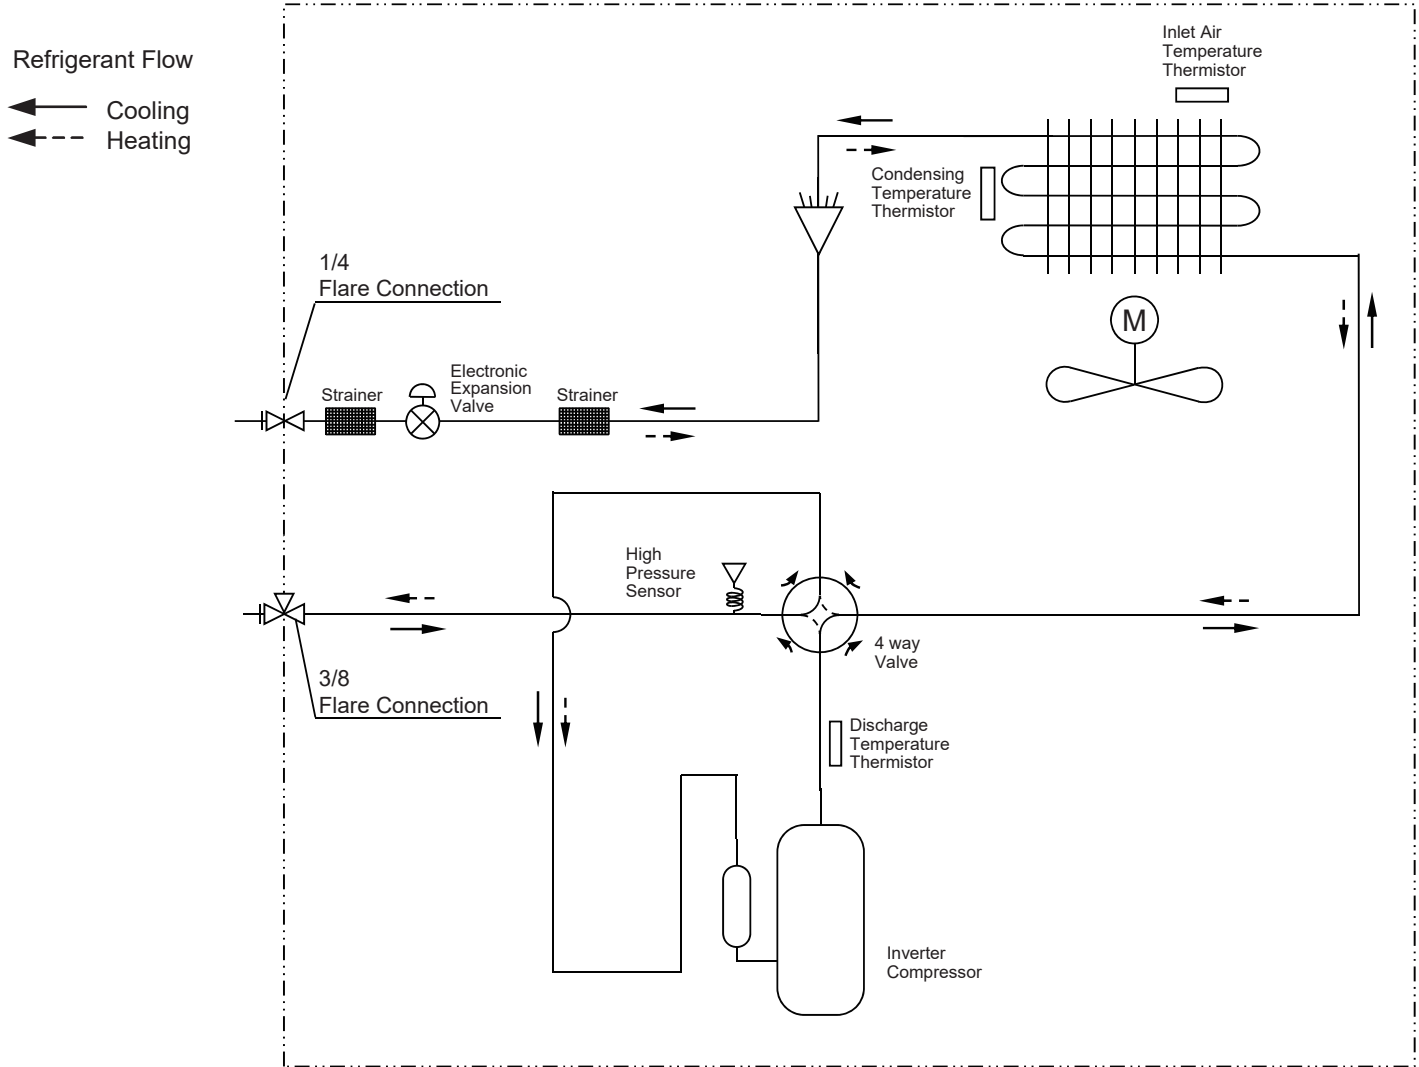 Refrigerant Flow
Cooling
Heating
Inlet Air
Temperature
Thermistor
Condensing
Temperature
Thermistor
1/4
Flare Connection
M
Strainer
Electronic
Expansion
Valve
Strainer
High
Pressure
Sensor
4 way
Valve
3/8
Flare Connection
Discharge
Temperature
Thermistor
Inverter
Compressor